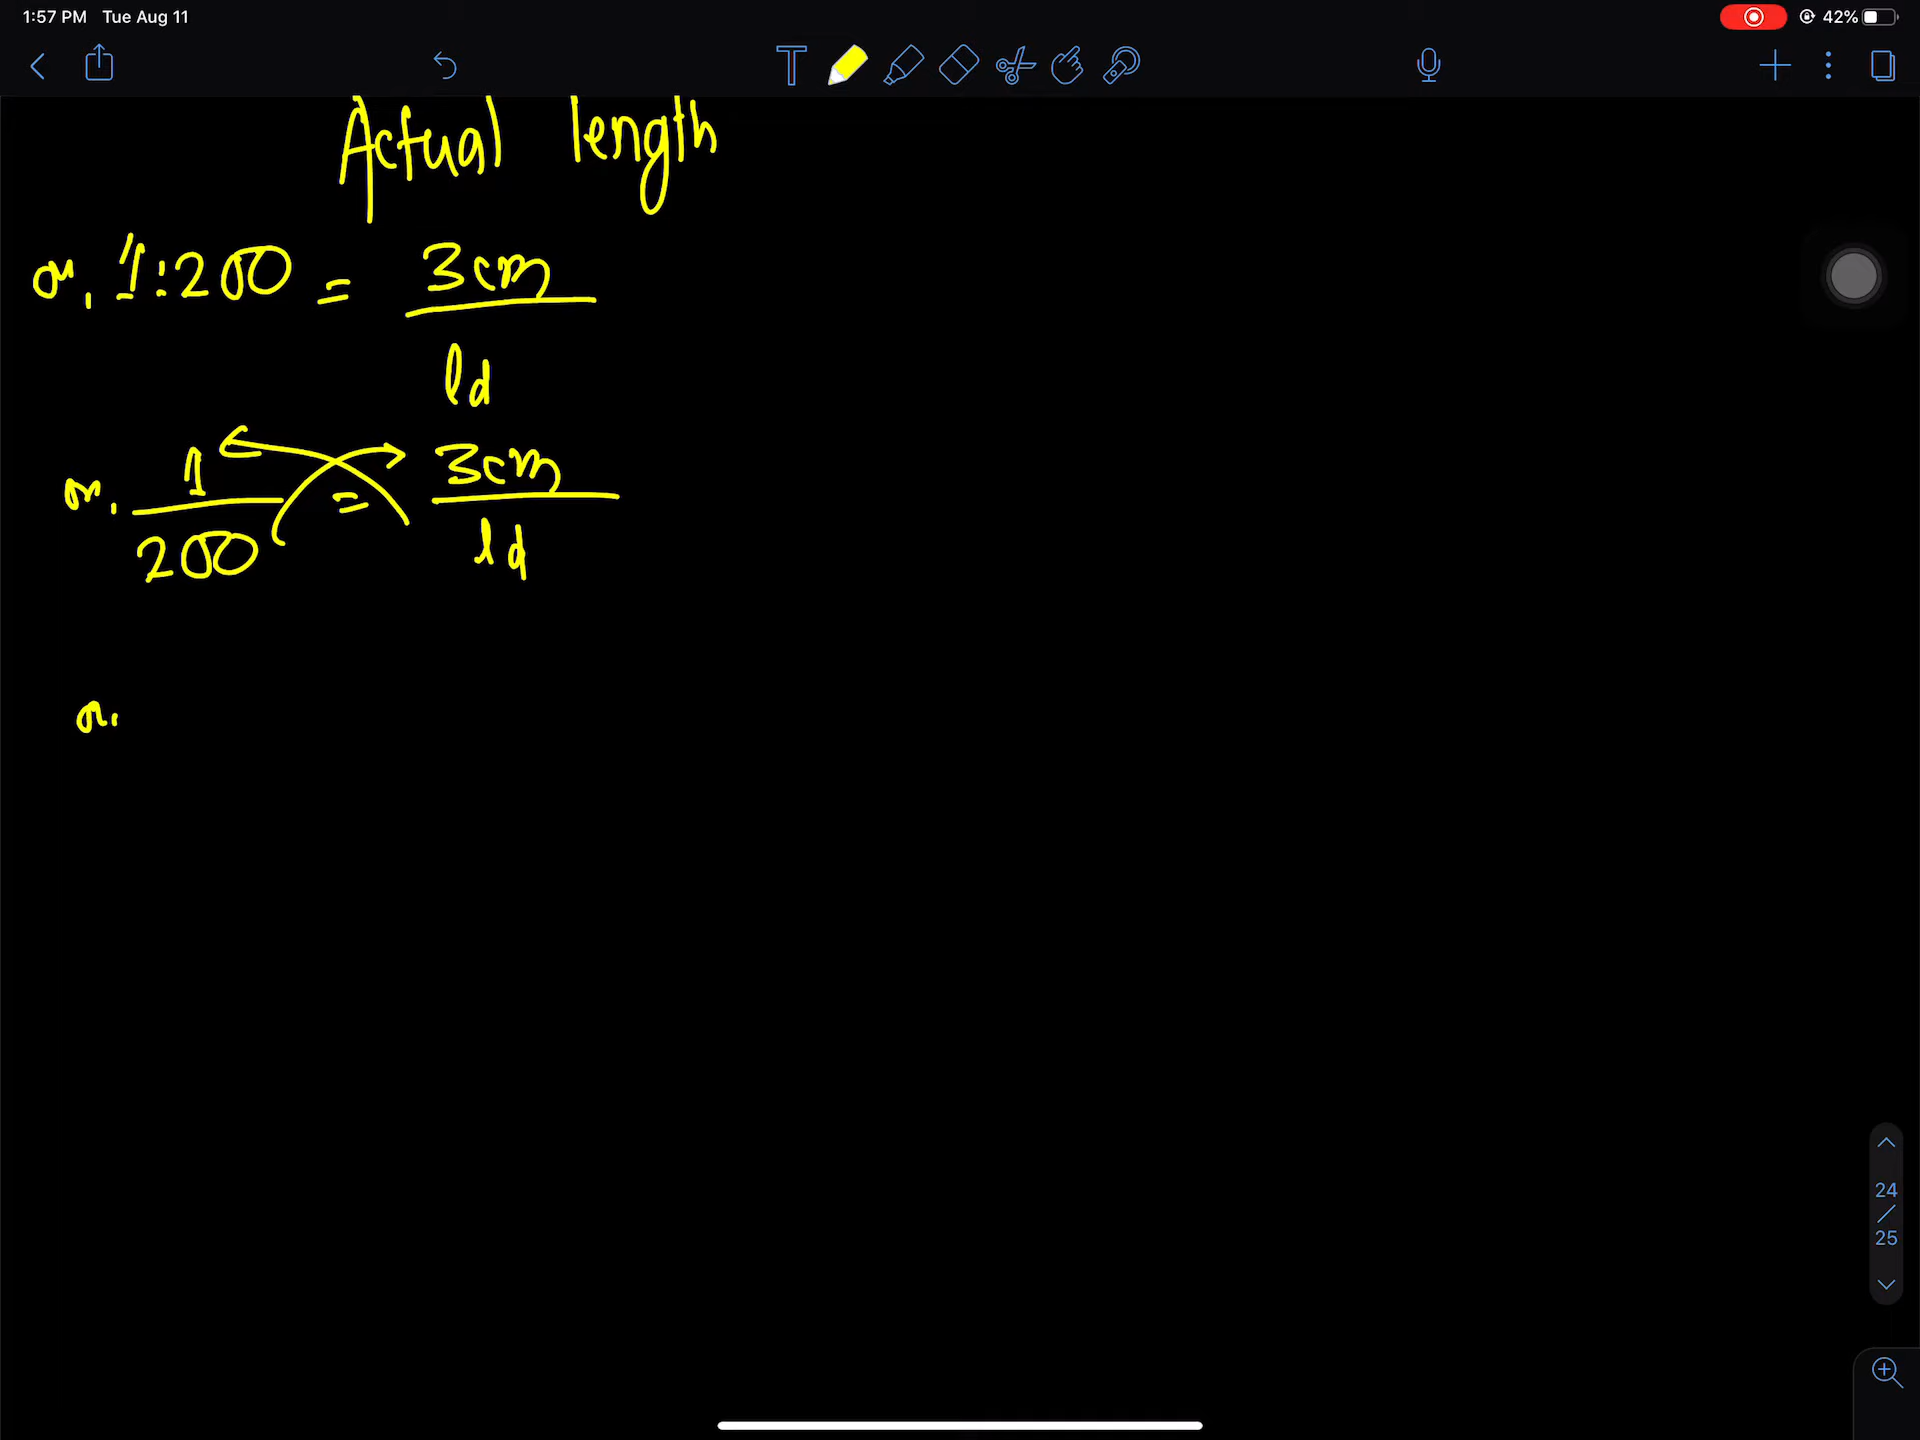 1:57 PM Tue Aug 11
42%
T
Actual length
or, 1:200 = 3cm
ld
or, 1 = 3cm
200 ld
or,
24
/
25